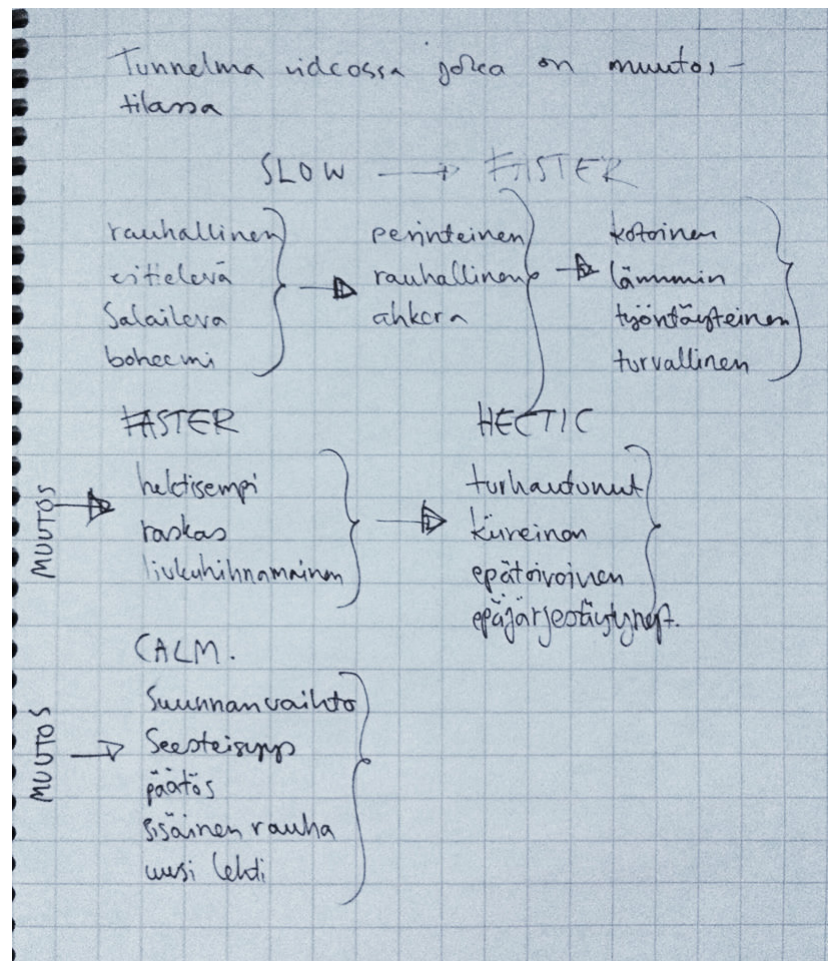 Tunnelma videossa joka on muutos-
tilassa
SLOW → FASTER
rauhallinen
esitelevä
Salaileva
boheemi
perinteinen
rauhallinen
ahkera
kotoinen
lämmin
työntäyteinen
turvallinen
FASTER
MUUTOS
hektisempi
raskas
liukuhihnamainen
HECTIC
turhautunut
kiireinen
epätoivoinen
epäjärjestäytynyt.
CALM.
MUUTOS
Suunnanvaihto
Seesteisyys
päätös
sisäinen rauha
uusi lehti